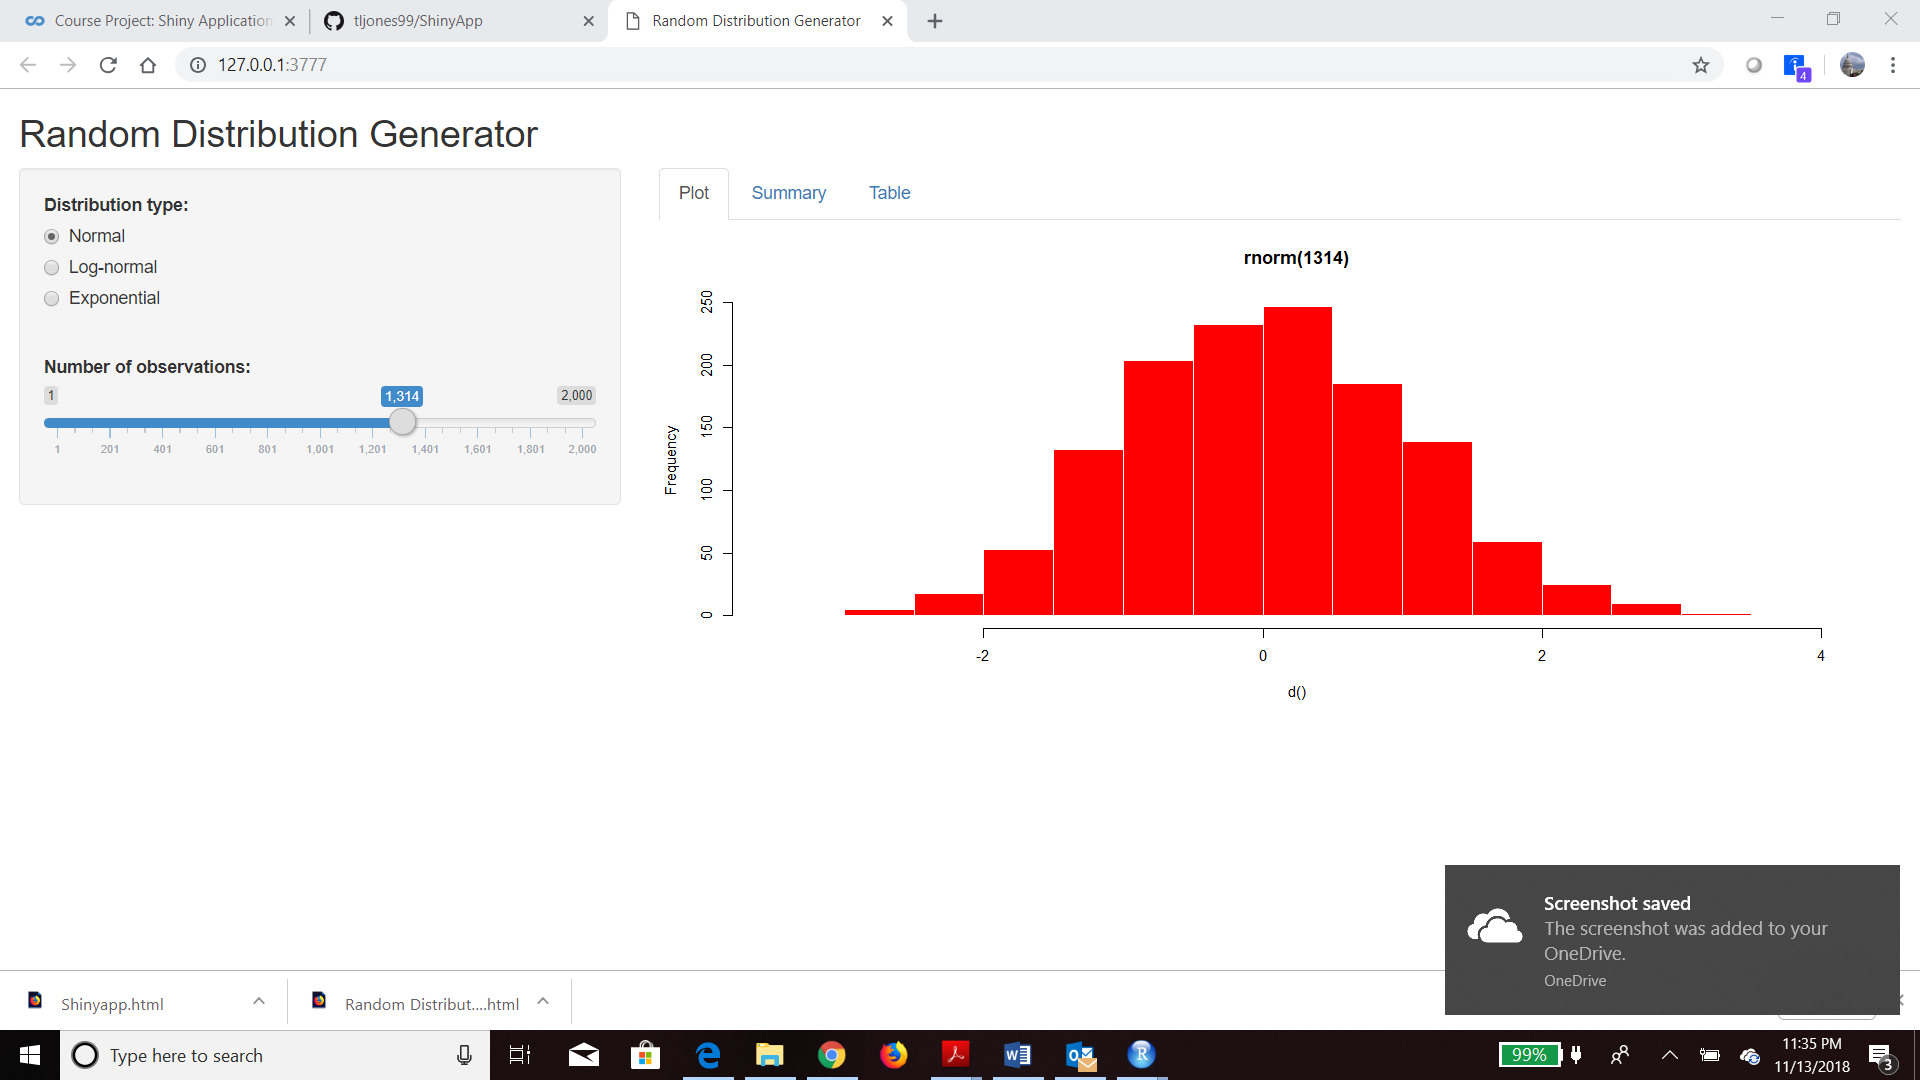 Course Project: Shiny Application
tljones99/ShinyApp
Random Distribution Generator
127.0.0.1:3777
4
Random Distribution Generator
Distribution type:
Normal
Log-normal
Exponential
Number of observations:
1
1,314
2,000
1 201 401 601 801 1,001 1,201 1,401 1,601 1,801 2,000
Plot Summary Table
rnorm(1314)
Frequency
250
200
150
100
50
0
-2 0 2 4
d()
Screenshot saved
The screenshot was added to your
OneDrive.
OneDrive
Shinyapp.html
Random Distribut....html
Type here to search
99%
11:35 PM
11/13/2018
3